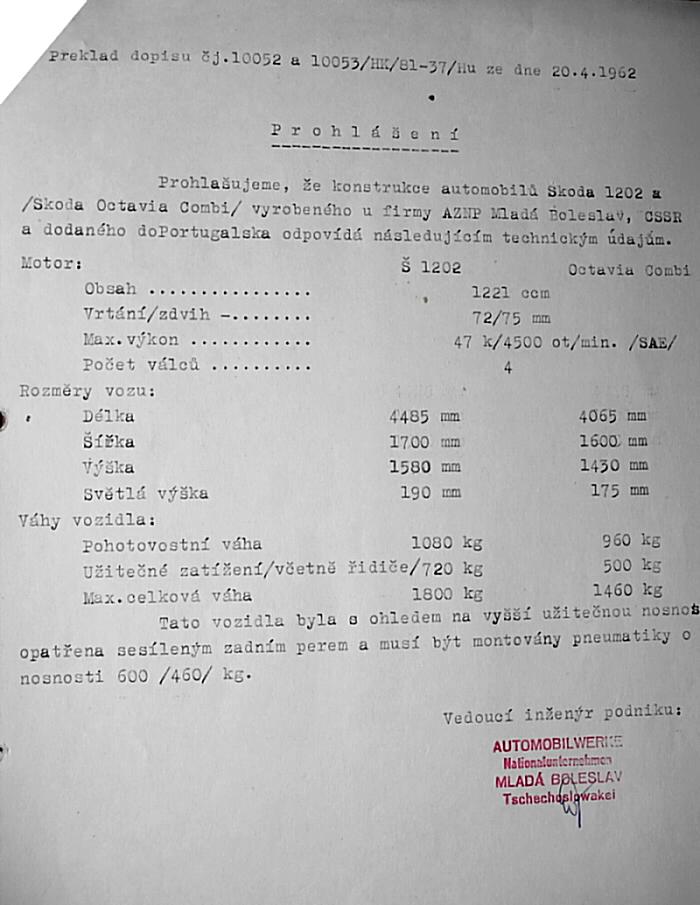 Preklad dopisu čj.10052 a 10053/HK/81-37/Hu ze dne 20.4.1962
Prohlášení
Prohlašujeme, že konstrukce automobilů Skoda 1202 a
/Skoda Octavia Combi/ vyrobeného u firmy AZNP Mladá Boleslav, CSSR
a dodaného doPortugalska odpovídá následujícím technickým údajům.
Motor: Š 1202 Octavia Combi
Obsah ................ 1221 ccm
Vrtání/zdvih -........ 72/75 mm
Max.výkon ............ 47 k/4500 ot/min. /SAE/
Počet válců .......... 4
Rozměry vozu:
Délka 4485 mm 4065 mm
Šířka 1700 mm 1600 mm
Výška 1580 mm 1430 mm
Světlá výška 190 mm 175 mm
Váhy vozidla:
Pohotovostní váha 1080 kg 960 kg
Užitečné zatížení/včetně řidiče/720 kg 500 kg
Max.celková váha 1800 kg 1460 kg
Tato vozidla byla s ohledem na vyšší užitečnou nosnos
opatřena sesíleným zadním perem a musí být montovány pneumatiky o
nosnosti 600 /460/ kg.
Vedoucí inženýr podniku:
AUTOMOBILWERKE
Nationalunternehmen
MLADÁ BOLESLAV
Tschechoslowakei